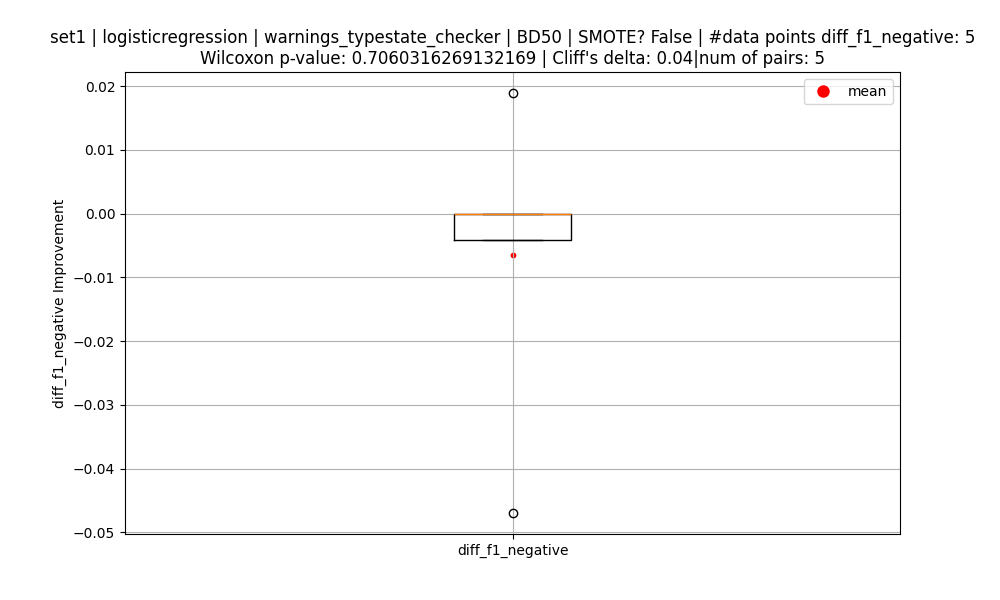 set1 | logisticregression | warnings_typestate_checker | BD50 | SMOTE? False | #data points diff_f1_negative: 5
Wilcoxon p-value: 0.7060316269132169 | Cliff's delta: 0.04|num of pairs: 5
mean
0.02
0.01
0.00
−0.01
−0.02
−0.03
−0.04
−0.05
diff_f1_negative Improvement
diff_f1_negative